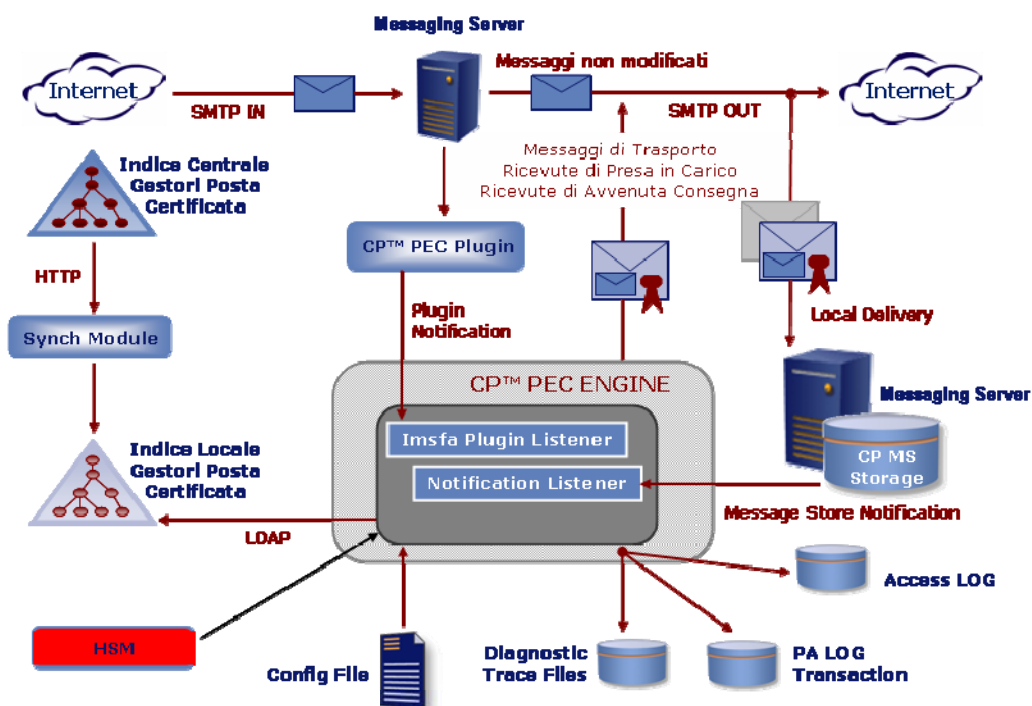 Messaging Server
Internet
SMTP IN
Messaggi non modificati
SMTP OUT
Internet
Indice Centrale
Gestori Posta
Certificata
Messaggi di Trasporto
Ricevute di Presa in Carico
Ricevute di Avvenuta Consegna
CP™ PEC Plugin
HTTP
Plugin
Notification
Local Delivery
Synch Module
CP™ PEC ENGINE
Messaging Server
Imsfa Plugin Listener
CP MS
Storage
Indice Locale
Gestori Posta
Certificata
Notification Listener
Message Store Notification
LDAP
Access LOG
HSM
Config File
Diagnostic
Trace Files
PA LOG
Transaction